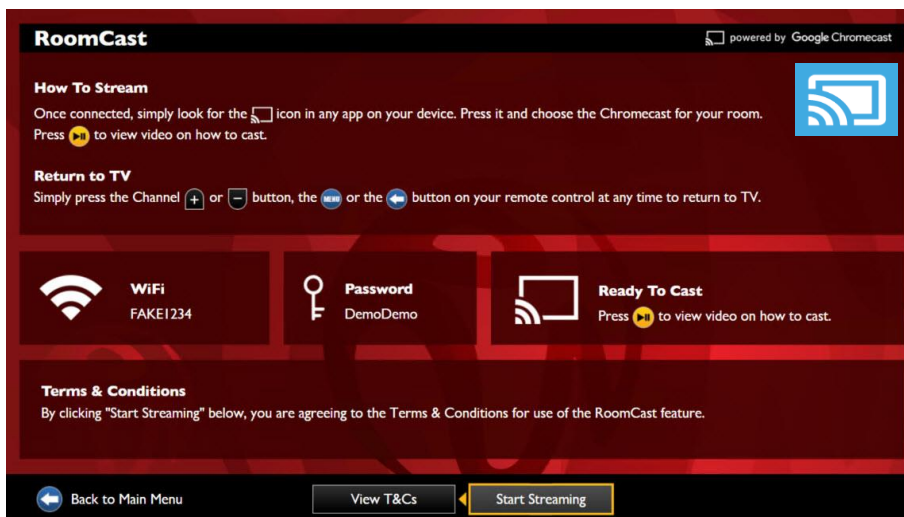 RoomCast
powered by Google Chromecast
How To Stream
Once connected, simply look for the icon in any app on your device. Press it and choose the Chromecast for your room.
Press to view video on how to cast.
Return to TV
Simply press the Channel + or − button, the MENU or the button on your remote control at any time to return to TV.
WiFi
FAKE1234
Password
DemoDemo
Ready To Cast
Press to view video on how to cast.
Terms & Conditions
By clicking "Start Streaming" below, you are agreeing to the Terms & Conditions for use of the RoomCast feature.
Back to Main Menu
View T&Cs
Start Streaming